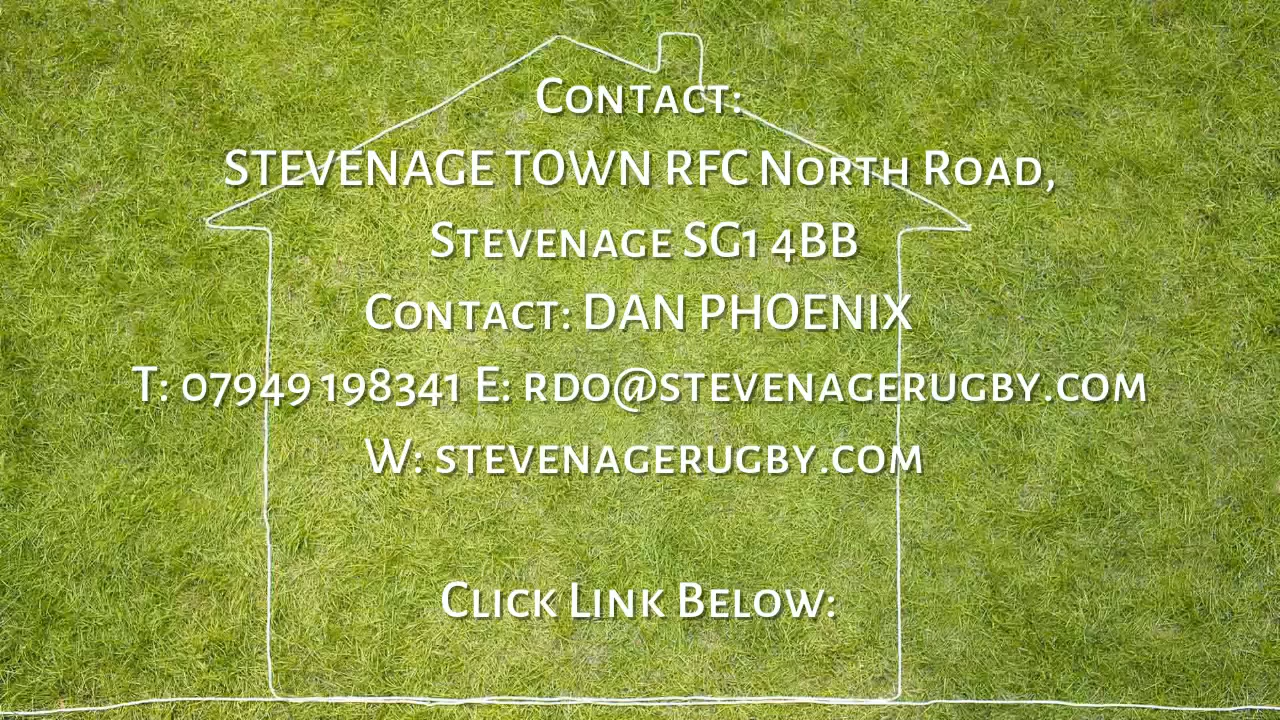 Contact:
STEVENAGE TOWN RFC North Road,
Stevenage SG1 4BB
Contact: DAN PHOENIX
T: 07949 198341 E: rdo@stevenagerugby.com
W: stevenagerugby.com
Click Link Below: